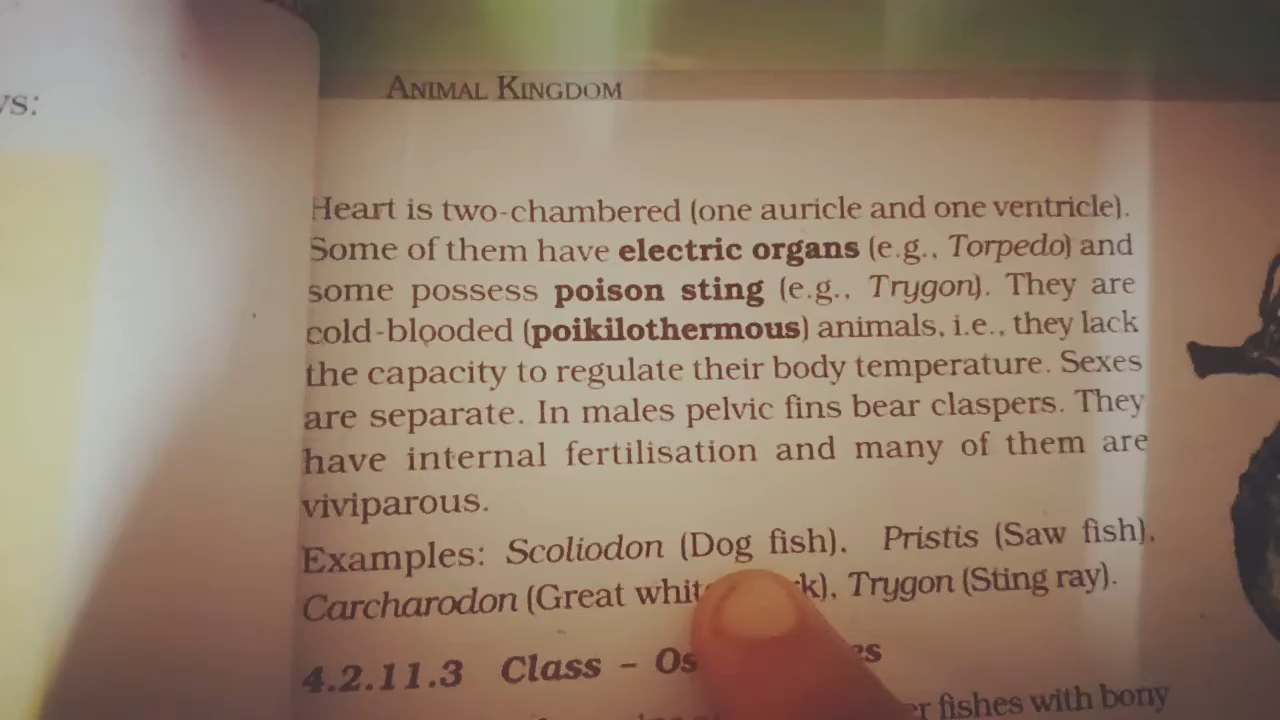 ANIMAL KINGDOM
ys:
Heart is two-chambered (one auricle and one ventricle).
Some of them have electric organs (e.g., Torpedo) and
some possess poison sting (e.g., Trygon). They are
cold-blooded (poikilothermous) animals, i.e., they lack
the capacity to regulate their body temperature. Sexes
are separate. In males pelvic fins bear claspers. They
have internal fertilisation and many of them are
viviparous.
Examples: Scoliodon (Dog fish), Pristis (Saw fish),
Carcharodon (Great Trygon (Sting ray).
4.2.11.3 Class –
fishes with bony